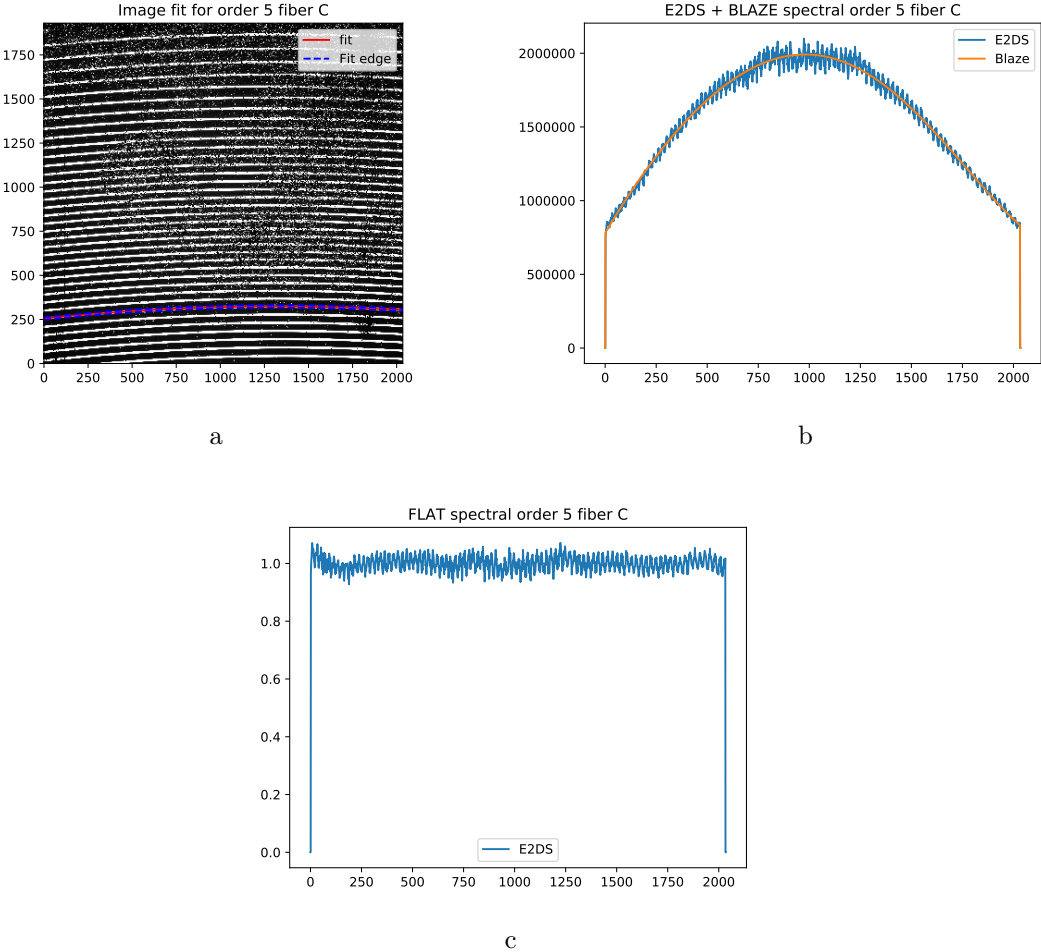 Image fit for order 5 fiber C
fit
Fit edge
1750
1500
1250
1000
750
500
250
0
0 250 500 750 1000 1250 1500 1750 2000
a
E2DS + BLAZE spectral order 5 fiber C
E2DS
Blaze
2000000
1500000
1000000
500000
0
0 250 500 750 1000 1250 1500 1750 2000
b
FLAT spectral order 5 fiber C
1.0
0.8
0.6
0.4
0.2
0.0
E2DS
0 250 500 750 1000 1250 1500 1750 2000
c